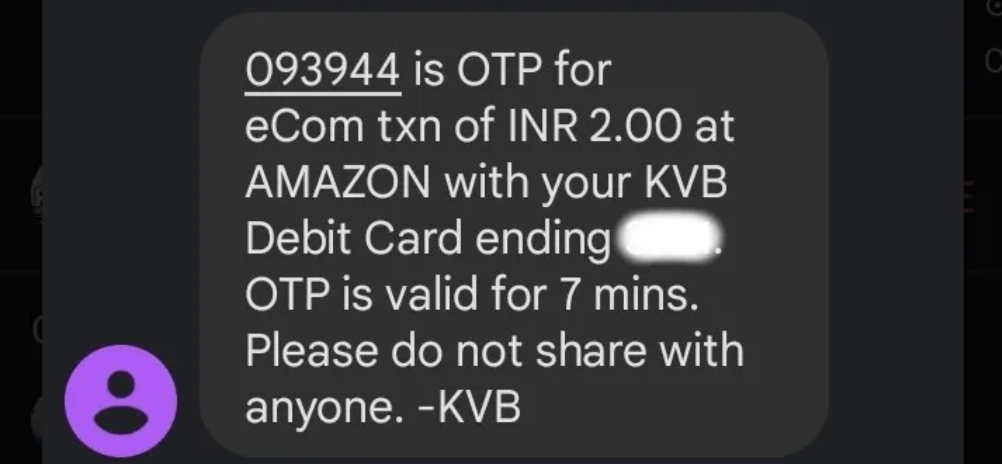 093944 is OTP for
eCom txn of INR 2.00 at
AMAZON with your KVB
Debit Card ending .
OTP is valid for 7 mins.
Please do not share with
anyone. -KVB